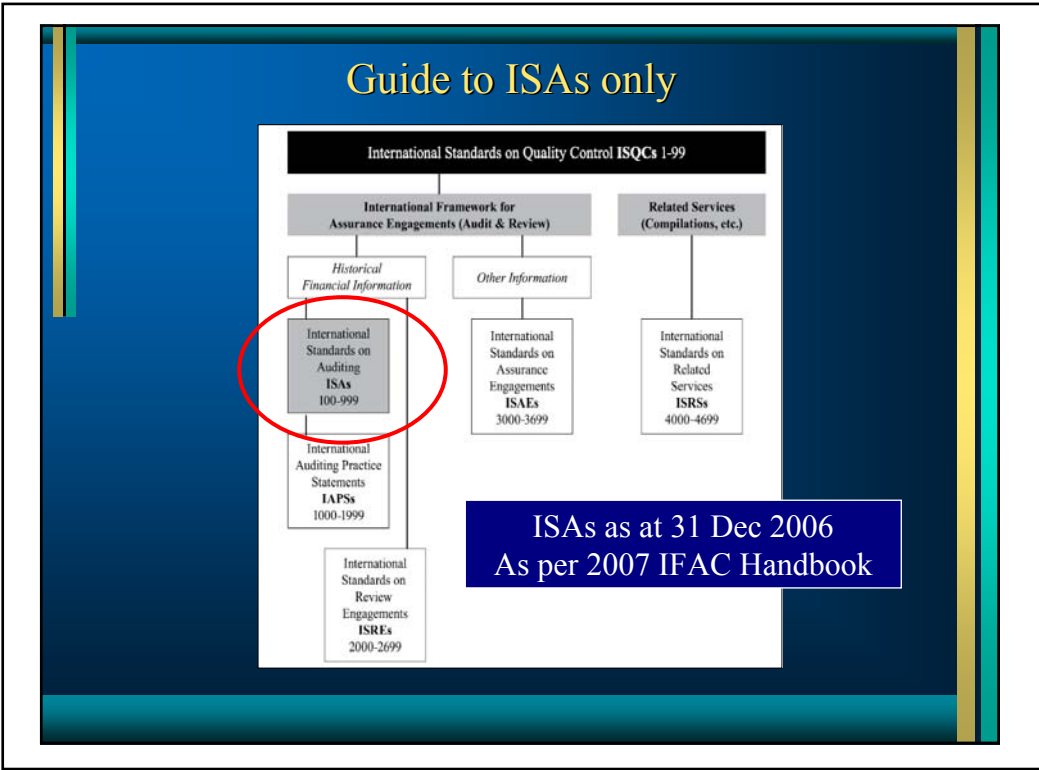 Guide to ISAs only
International Standards on Quality Control ISQCs 1-99
International Framework for
Assurance Engagements (Audit & Review)
Related Services
(Compilations, etc.)
Historical
Financial Information
Other Information
International
Standards on
Auditing
ISAs
100-999
International
Standards on
Assurance
Engagements
ISAEs
3000-3699
International
Standards on
Related
Services
ISRSs
4000-4699
International
Auditing Practice
Statements
IAPSs
1000-1999
International
Standards on
Review
Engagements
ISREs
2000-2699
ISAs as at 31 Dec 2006
As per 2007 IFAC Handbook